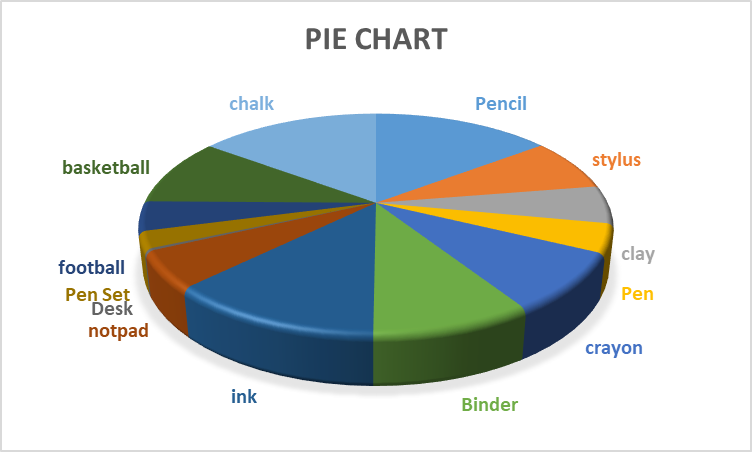 PIE CHART
chalk
Pencil
stylus
basketball
clay
football
Pen Set
Pen
Desk
notpad
crayon
ink
Binder